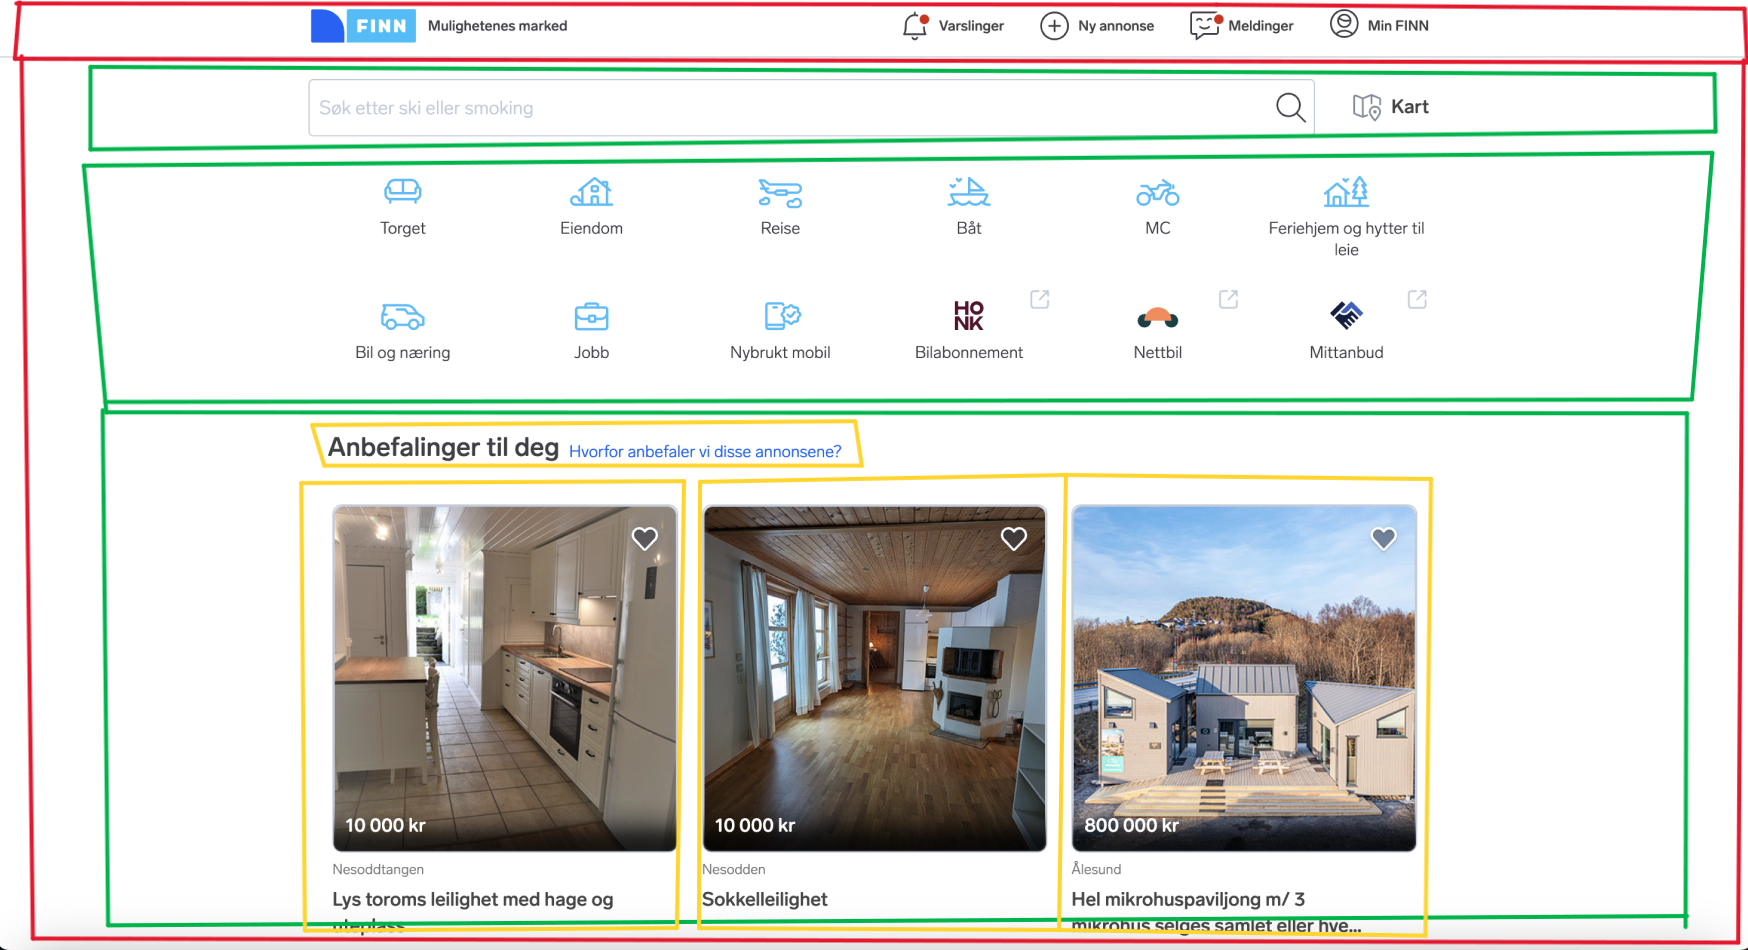 FINN Mulighetenes marked Varslinger Ny annonse Meldinger Min FINN
Søk etter ski eller smoking Kart
Torget Eiendom Reise Båt MC Feriehjem og hytter til
leie
HO
NK
Bil og næring Jobb Nybrukt mobil Bilabonnement Nettbil Mittanbud
Anbefalinger til deg Hvorfor anbefaler vi disse annonsene?
10 000 kr 10 000 kr 800 000 kr
Nesoddtangen Nesodden Ålesund
Lys toroms leilighet med hage og Sokkelleilighet Hel mikrohuspaviljong m/ 3
uteplass mikrohus selges samlet eller hve...